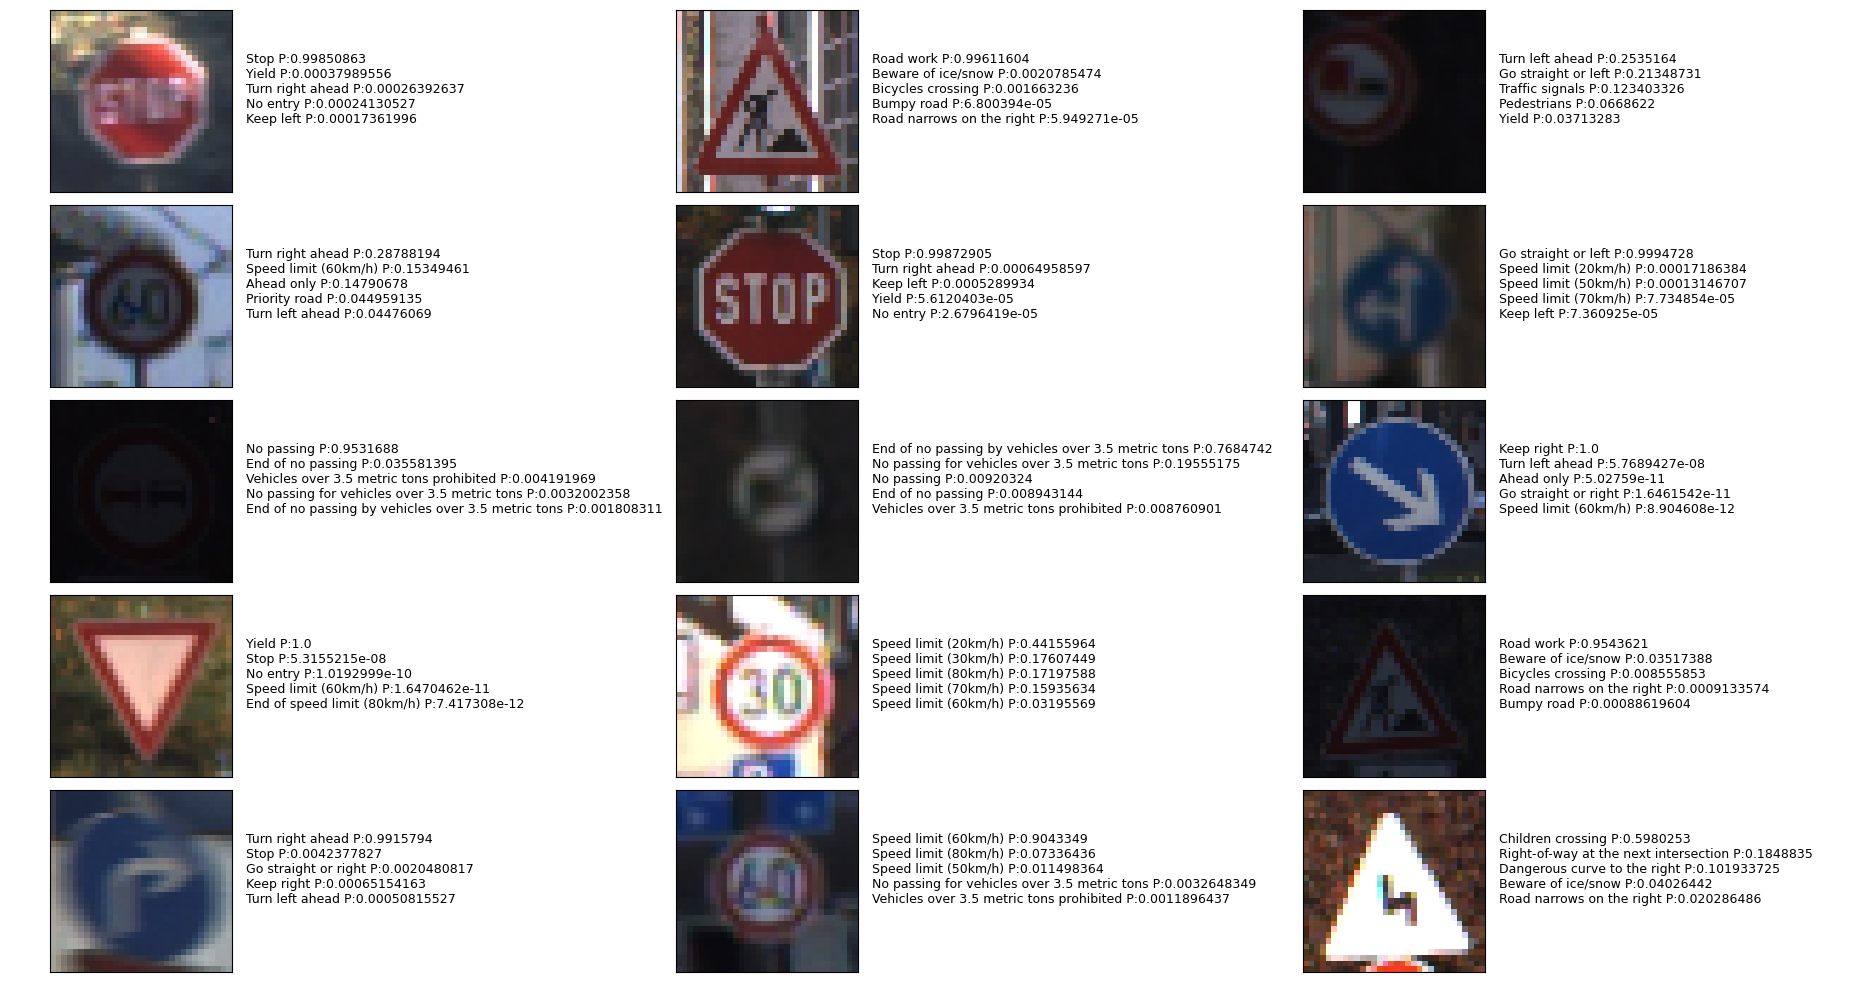 STOP
Stop P:0.99850863
Yield P:0.00037989556
Turn right ahead P:0.00026392637
No entry P:0.00024130527
Keep left P:0.00017361996
Road work P:0.99611604
Beware of ice/snow P:0.0020785474
Bicycles crossing P:0.001663236
Bumpy road P:6.800394e-05
Road narrows on the right P:5.949271e-05
Turn left ahead P:0.2535164
Go straight or left P:0.21348731
Traffic signals P:0.123403326
Pedestrians P:0.0668622
Yield P:0.03713283
60
Turn right ahead P:0.28788194
Speed limit (60km/h) P:0.15349461
Ahead only P:0.14790678
Priority road P:0.044959135
Turn left ahead P:0.04476069
STOP
Stop P:0.99872905
Turn right ahead P:0.00064958597
Keep left P:0.0005289934
Yield P:5.6120403e-05
No entry P:2.6796419e-05
Go straight or left P:0.9994728
Speed limit (20km/h) P:0.00017186384
Speed limit (50km/h) P:0.00013146707
Speed limit (70km/h) P:7.734854e-05
Keep left P:7.360925e-05
No passing P:0.9531688
End of no passing P:0.035581395
Vehicles over 3.5 metric tons prohibited P:0.004191969
No passing for vehicles over 3.5 metric tons P:0.0032002358
End of no passing by vehicles over 3.5 metric tons P:0.001808311
End of no passing by vehicles over 3.5 metric tons P:0.7684742
No passing for vehicles over 3.5 metric tons P:0.19555175
No passing P:0.00920324
End of no passing P:0.008943144
Vehicles over 3.5 metric tons prohibited P:0.008760901
Keep right P:1.0
Turn left ahead P:5.7689427e-08
Ahead only P:5.02759e-11
Go straight or right P:1.6461542e-11
Speed limit (60km/h) P:8.904608e-12
Yield P:1.0
Stop P:5.3155215e-08
No entry P:1.0192999e-10
Speed limit (60km/h) P:1.6470462e-11
End of speed limit (80km/h) P:7.417308e-12
30
Speed limit (20km/h) P:0.44155964
Speed limit (30km/h) P:0.17607449
Speed limit (80km/h) P:0.17197588
Speed limit (70km/h) P:0.15935634
Speed limit (60km/h) P:0.03195569
Road work P:0.9543621
Beware of ice/snow P:0.03517388
Bicycles crossing P:0.008555853
Road narrows on the right P:0.0009133574
Bumpy road P:0.00088619604
Turn right ahead P:0.9915794
Stop P:0.0042377827
Go straight or right P:0.0020480817
Keep right P:0.00065154163
Turn left ahead P:0.00050815527
60
Speed limit (60km/h) P:0.9043349
Speed limit (80km/h) P:0.07336436
Speed limit (50km/h) P:0.011498364
No passing for vehicles over 3.5 metric tons P:0.0032648349
Vehicles over 3.5 metric tons prohibited P:0.0011896437
Children crossing P:0.5980253
Right-of-way at the next intersection P:0.1848835
Dangerous curve to the right P:0.101933725
Beware of ice/snow P:0.04026442
Road narrows on the right P:0.020286486